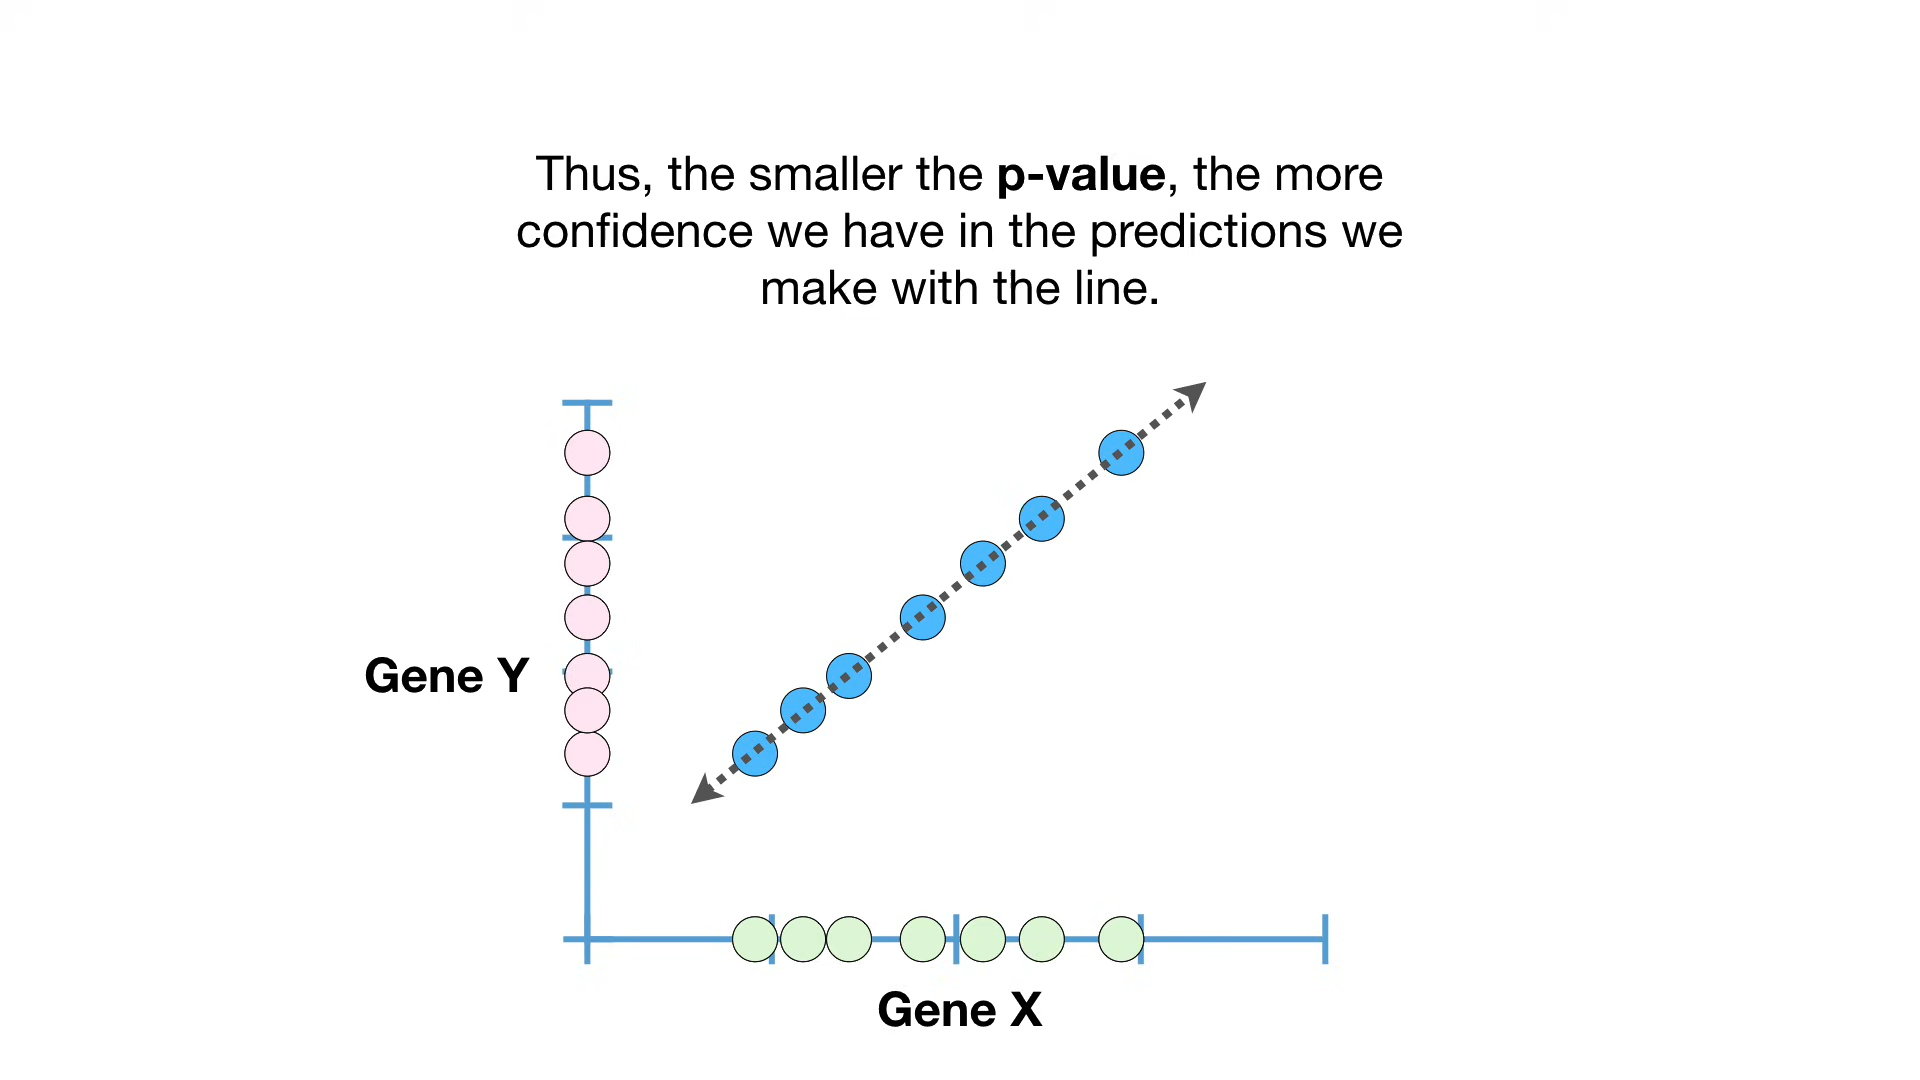 Thus, the smaller the p-value, the more
confidence we have in the predictions we
make with the line.
Gene Y
Gene X